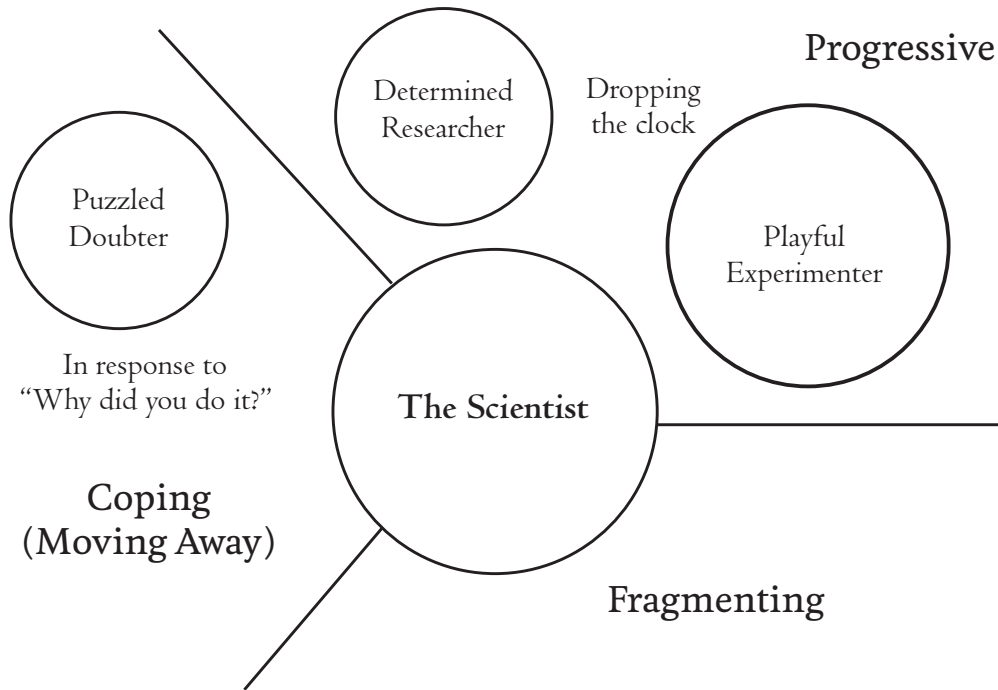 Progressive
Determined
Researcher
Dropping
the clock
Puzzled
Doubter
Playful
Experimenter
In response to
“Why did you do it?”
The Scientist
Coping
(Moving Away)
Fragmenting